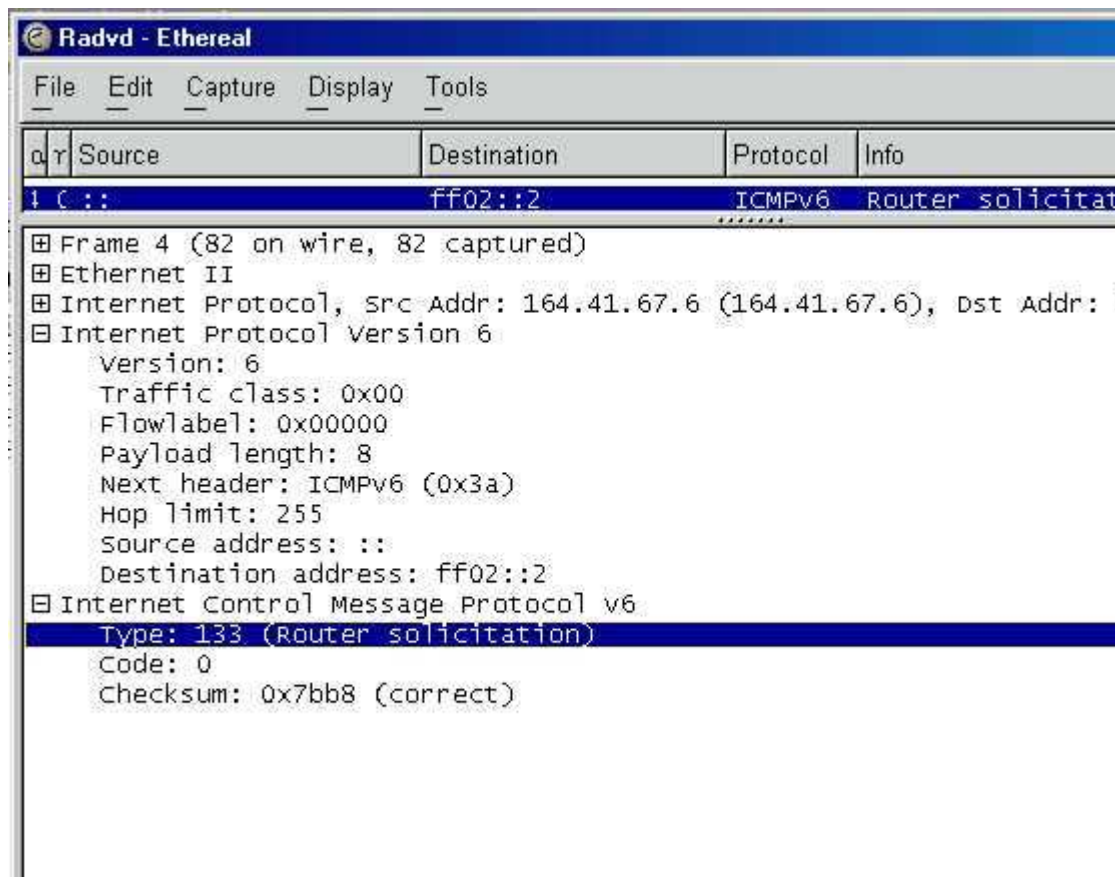 Radvd - Ethereal
File Edit Capture Display Tools
Source Destination Protocol Info
:: ff02::2 ICMPv6 Router solicitat
Frame 4 (82 on wire, 82 captured)
Ethernet II
Internet Protocol, Src Addr: 164.41.67.6 (164.41.67.6), Dst Addr:
Internet Protocol Version 6
Version: 6
Traffic class: 0x00
Flowlabel: 0x00000
Payload length: 8
Next header: ICMPv6 (0x3a)
Hop limit: 255
Source address: ::
Destination address: ff02::2
Internet Control Message Protocol v6
Type: 133 (Router solicitation)
Code: 0
Checksum: 0x7bb8 (correct)